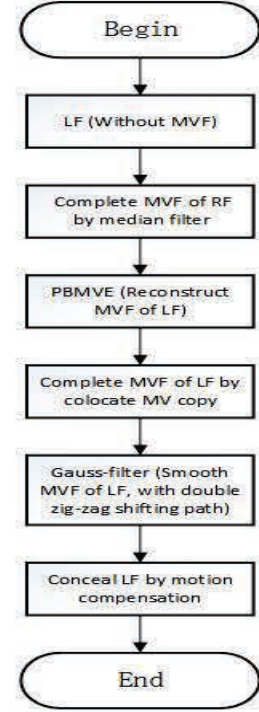 Begin
LF (Without MVF)
Complete MVF of RF
by median filter
PBMVE (Reconstruct
MVF of LF)
Complete MVF of LF by
colocate MV copy
Gauss-filter (Smooth
MVF of LF, with double
zig-zag shifting path)
Conceal LF by motion
compensation
End